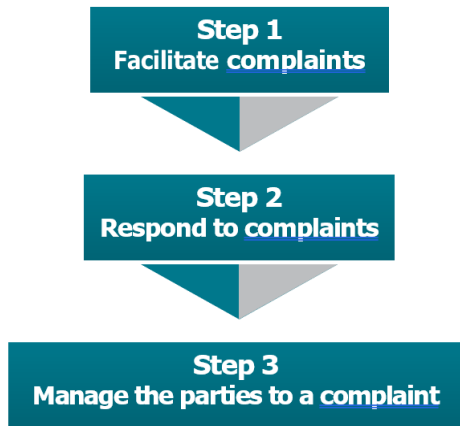 Step 1
Facilitate complaints
Step 2
Respond to complaints
Step 3
Manage the parties to a complaint